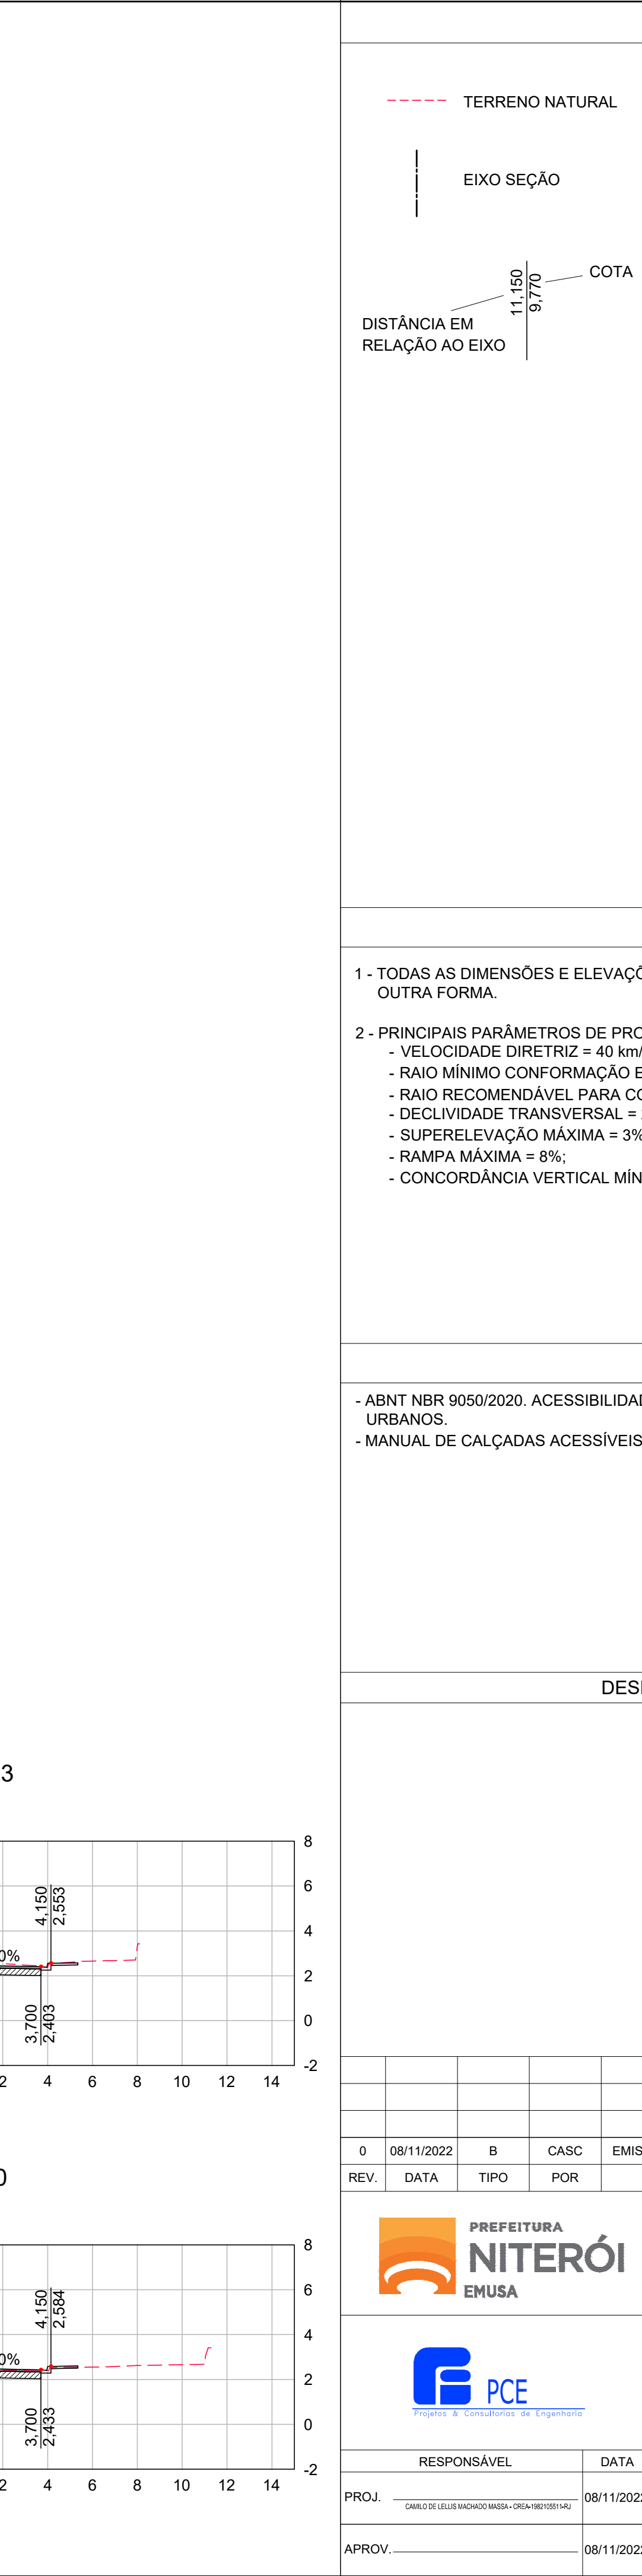 TERRENO NATURAL
EIXO SEÇÃO
11,150
9,770
COTA
DISTÂNCIA EM
RELAÇÃO AO EIXO
1 - TODAS AS DIMENSÕES E ELEVAÇÕ
OUTRA FORMA.
2 - PRINCIPAIS PARÂMETROS DE PRO
- VELOCIDADE DIRETRIZ = 40 km/
- RAIO MÍNIMO CONFORMAÇÃO E
- RAIO RECOMENDÁVEL PARA CO
- DECLIVIDADE TRANSVERSAL =
- SUPERELEVAÇÃO MÁXIMA = 3%
- RAMPA MÁXIMA = 8%;
- CONCORDÂNCIA VERTICAL MÍN
- ABNT NBR 9050/2020. ACESSIBILIDAD
URBANOS.
- MANUAL DE CALÇADAS ACESSÍVEIS
DES
3
8
6
4
2
0
-2
4,150
2,553
0%
3,700
2,403
2 4 6 8 10 12 14
0
8
6
4
2
0
-2
4,150
2,584
0%
3,700
2,433
2 4 6 8 10 12 14
0 08/11/2022 B CASC EMIS
REV. DATA TIPO POR
PREFEITURA
NITERÓI
EMUSA
PCE
Projetos & Consultorias de Engenharia
RESPONSÁVEL DATA
PROJ. 08/11/2022
CAMILO DE LELLIS MACHADO MASSA - CREA-1982105511-RJ
APROV. 08/11/2022